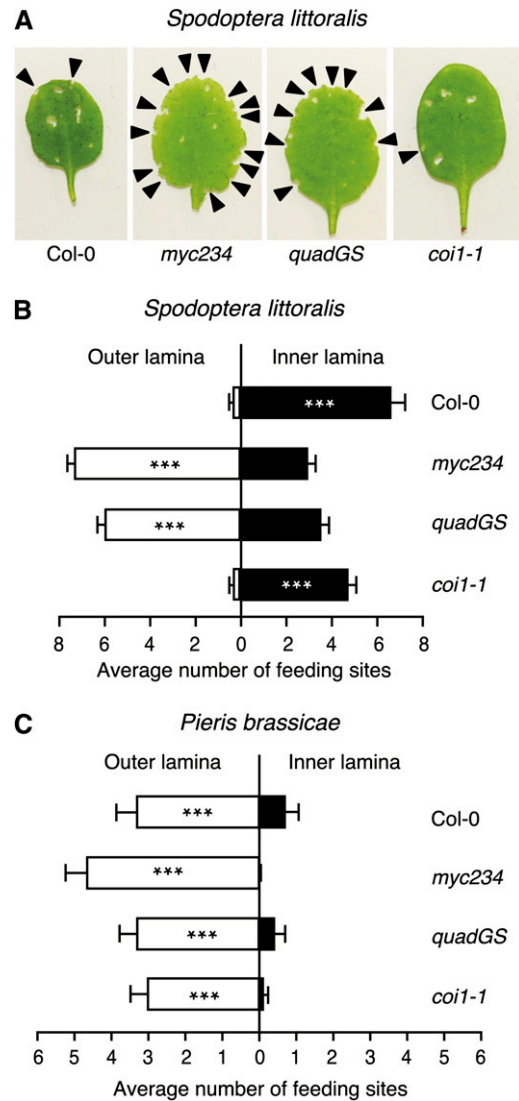 A
Spodoptera littoralis
Col-0 myc234 quadGS coi1-1
B
Spodoptera littoralis
Outer lamina Inner lamina
*** Col-0
*** myc234
*** quadGS
*** coi1-1
8 6 4 2 0 2 4 6 8
Average number of feeding sites
C
Pieris brassicae
Outer lamina Inner lamina
*** Col-0
*** myc234
*** quadGS
*** coi1-1
6 5 4 3 2 1 0 1 2 3 4 5 6
Average number of feeding sites